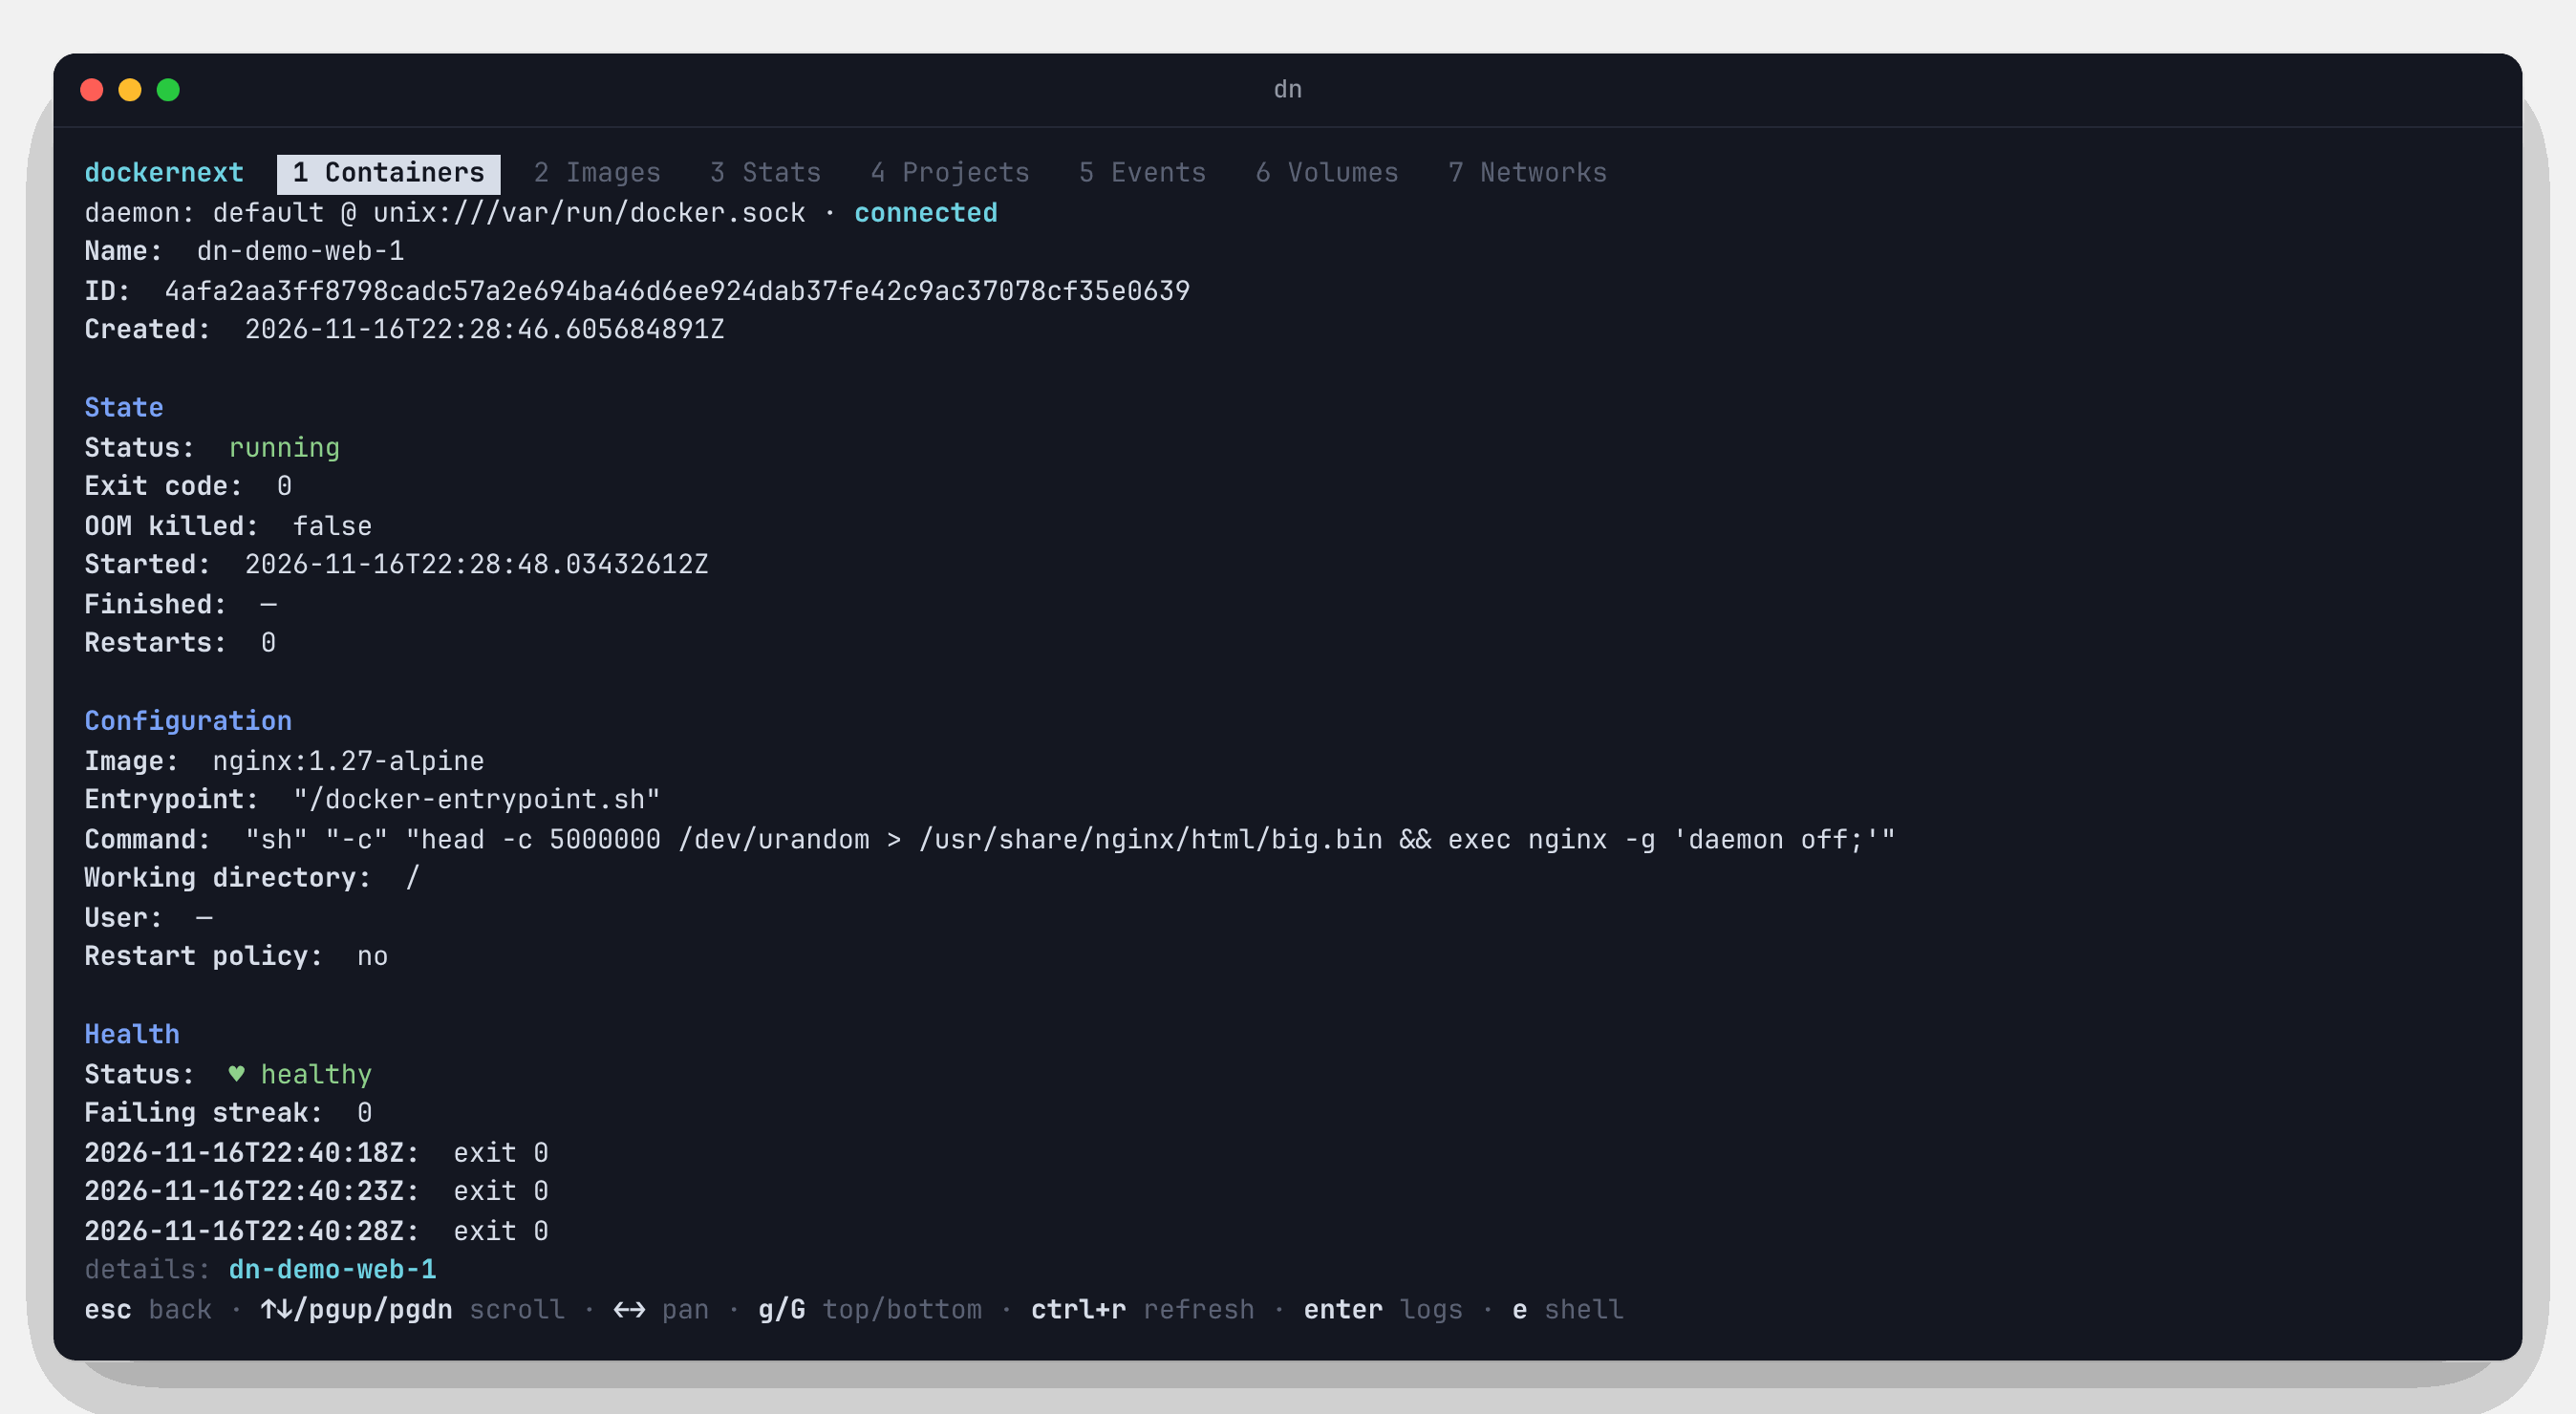 dn
dockernext 1 Containers 2 Images 3 Stats 4 Projects 5 Events 6 Volumes 7 Networks
daemon: default @ unix:///var/run/docker.sock · connected
Name: dn-demo-web-1
ID: 4afa2aa3ff8798cadc57a2e694ba46d6ee924dab37fe42c9ac37078cf35e0639
Created: 2026-11-16T22:28:46.605684891Z
State
Status: running
Exit code: 0
OOM killed: false
Started: 2026-11-16T22:28:48.03432612Z
Finished: —
Restarts: 0
Configuration
Image: nginx:1.27-alpine
Entrypoint: "/docker-entrypoint.sh"
Command: "sh" "-c" "head -c 5000000 /dev/urandom > /usr/share/nginx/html/big.bin && exec nginx -g 'daemon off;'"
Working directory: /
User: —
Restart policy: no
Health
Status: ♥ healthy
Failing streak: 0
2026-11-16T22:40:18Z: exit 0
2026-11-16T22:40:23Z: exit 0
2026-11-16T22:40:28Z: exit 0
details: dn-demo-web-1
esc back · ↑↓/pgup/pgdn scroll · ←→ pan · g/G top/bottom · ctrl+r refresh · enter logs · e shell